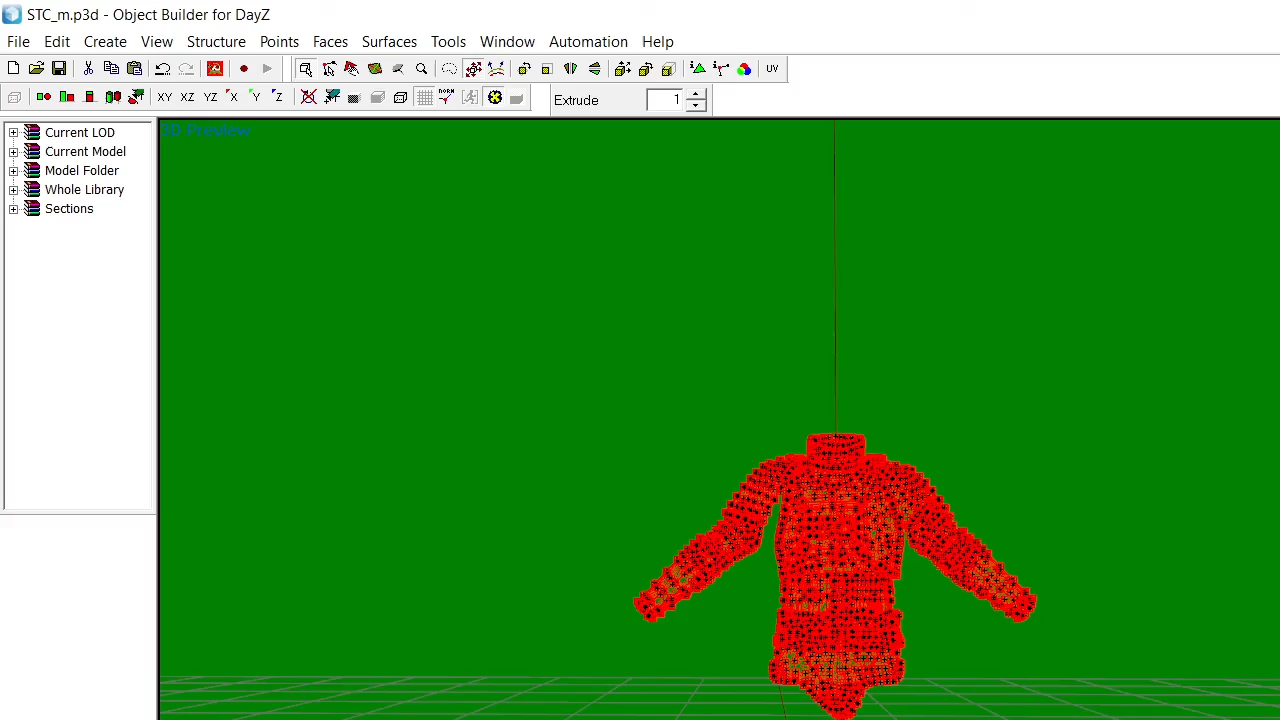 STC_m.p3d - Object Builder for DayZ
File Edit Create View Structure Points Faces Surfaces Tools Window Automation Help
UV
XY XZ YZ X Y Z NORM Extrude 1
3D Preview
Current LOD
Current Model
Model Folder
Whole Library
Sections